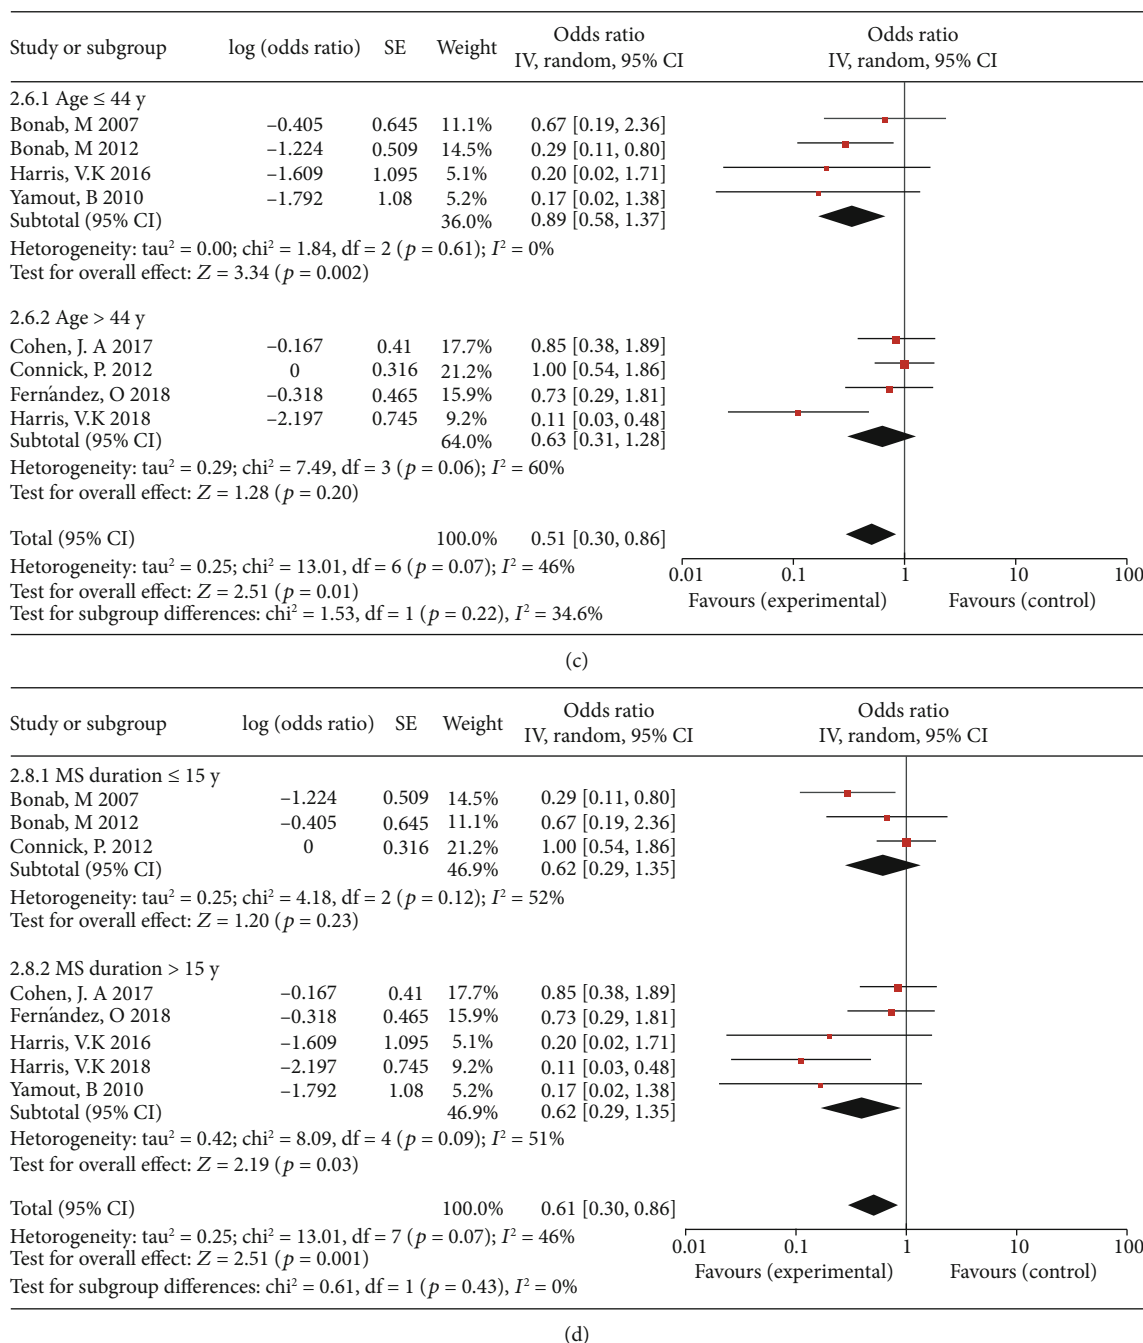 Study or subgroup log (odds ratio) SE Weight Odds ratio IV, random, 95% CI Odds ratio IV, random, 95% CI
2.6.1 Age ≤ 44 y
Bonab, M 2007 –0.405 0.645 11.1% 0.67 [0.19, 2.36]
Bonab, M 2012 –1.224 0.509 14.5% 0.29 [0.11, 0.80]
Harris, V.K 2016 –1.609 1.095 5.1% 0.20 [0.02, 1.71]
Yamout, B 2010 –1.792 1.08 5.2% 0.17 [0.02, 1.38]
Subtotal (95% CI) 36.0% 0.89 [0.58, 1.37]
Hetorogeneity: tau² = 0.00; chi² = 1.84, df = 2 (p = 0.61); I² = 0%
Test for overall effect: Z = 3.34 (p = 0.002)
2.6.2 Age > 44 y
Cohen, J. A 2017 –0.167 0.41 17.7% 0.85 [0.38, 1.89]
Connick, P. 2012 0 0.316 21.2% 1.00 [0.54, 1.86]
Fernández, O 2018 –0.318 0.465 15.9% 0.73 [0.29, 1.81]
Harris, V.K 2018 –2.197 0.745 9.2% 0.11 [0.03, 0.48]
Subtotal (95% CI) 64.0% 0.63 [0.31, 1.28]
Hetorogeneity: tau² = 0.29; chi² = 7.49, df = 3 (p = 0.06); I² = 60%
Test for overall effect: Z = 1.28 (p = 0.20)
Total (95% CI) 100.0% 0.51 [0.30, 0.86]
Heterogeneity: tau² = 0.25; chi² = 13.01, df = 6 (p = 0.07); I² = 46%
Test for overall effect: Z = 2.51 (p = 0.01)
Test for subgroup differences: chi² = 1.53, df = 1 (p = 0.22), I² = 34.6%
0.01 0.1 1 10 100
Favours (experimental) Favours (control)
(c)
Study or subgroup log (odds ratio) SE Weight Odds ratio IV, random, 95% CI Odds ratio IV, random, 95% CI
2.8.1 MS duration ≤ 15 y
Bonab, M 2007 –1.224 0.509 14.5% 0.29 [0.11, 0.80]
Bonab, M 2012 –0.405 0.645 11.1% 0.67 [0.19, 2.36]
Connick, P. 2012 0 0.316 21.2% 1.00 [0.54, 1.86]
Subtotal (95% CI) 46.9% 0.62 [0.29, 1.35]
Hetorogeneity: tau² = 0.25; chi² = 4.18, df = 2 (p = 0.12); I² = 52%
Test for overall effect: Z = 1.20 (p = 0.23)
2.8.2 MS duration > 15 y
Cohen, J. A 2017 –0.167 0.41 17.7% 0.85 [0.38, 1.89]
Fernández, O 2018 –0.318 0.465 15.9% 0.73 [0.29, 1.81]
Harris, V.K 2016 –1.609 1.095 5.1% 0.20 [0.02, 1.71]
Harris, V.K 2018 –2.197 0.745 9.2% 0.11 [0.03, 0.48]
Yamout, B 2010 –1.792 1.08 5.2% 0.17 [0.02, 1.38]
Subtotal (95% CI) 46.9% 0.62 [0.29, 1.35]
Hetorogeneity: tau² = 0.42; chi² = 8.09, df = 4 (p = 0.09); I² = 51%
Test for overall effect: Z = 2.19 (p = 0.03)
Total (95% CI) 100.0% 0.61 [0.30, 0.86]
Heterogeneity: tau² = 0.25; chi² = 13.01, df = 7 (p = 0.07); I² = 46%
Test for overall effect: Z = 2.51 (p = 0.001)
Test for subgroup differences: chi² = 0.61, df = 1 (p = 0.43), I² = 0%
0.01 0.1 1 10 100
Favours (experimental) Favours (control)
(d)